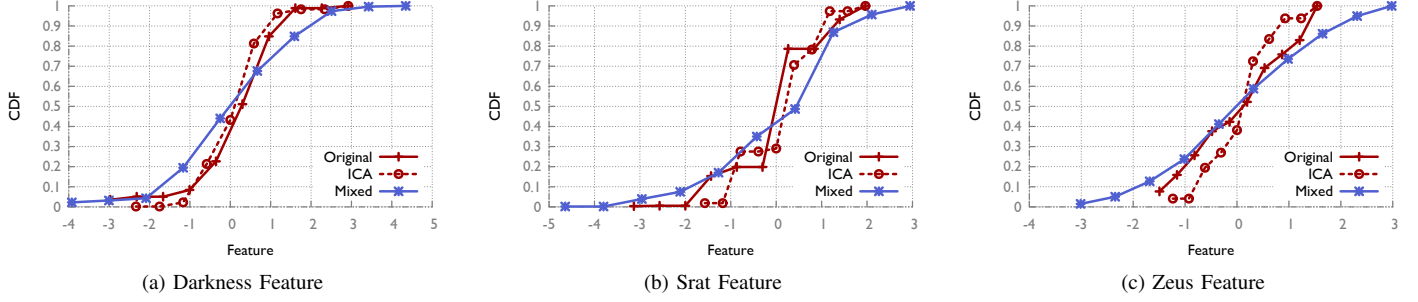 1
0.9
0.8
0.7
0.6
0.5
0.4
0.3
0.2
0.1
0
CDF
Original
ICA
Mixed
-4 -3 -2 -1 0 1 2 3 4 5
Feature
(a) Darkness Feature
1
0.9
0.8
0.7
0.6
0.5
0.4
0.3
0.2
0.1
0
CDF
Original
ICA
Mixed
-5 -4 -3 -2 -1 0 1 2 3
Feature
(b) Srat Feature
1
0.9
0.8
0.7
0.6
0.5
0.4
0.3
0.2
0.1
0
CDF
Original
ICA
Mixed
-4 -3 -2 -1 0 1 2 3
Feature
(c) Zeus Feature